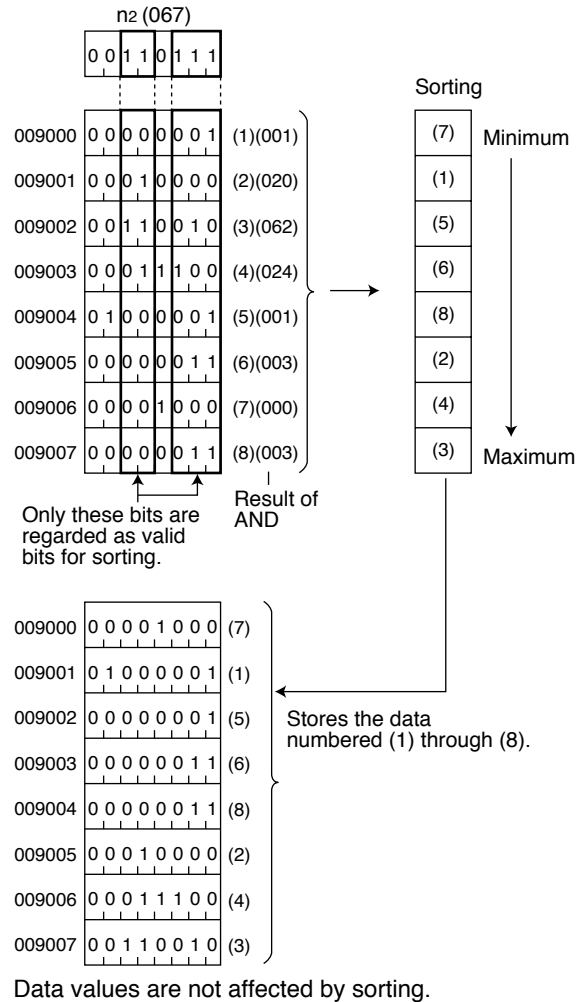 n2 (067)
0 0 1 1 0 1 1 1
Sorting
009000 0 0 0 0 0 0 0 1 (1)(001)
009001 0 0 0 1 0 0 0 0 (2)(020)
009002 0 0 1 1 0 0 1 0 (3)(062)
009003 0 0 0 1 1 1 0 0 (4)(024)
009004 0 1 0 0 0 0 0 1 (5)(001)
009005 0 0 0 0 0 0 1 1 (6)(003)
009006 0 0 0 0 1 0 0 0 (7)(000)
009007 0 0 0 0 0 0 1 1 (8)(003)
(7) Minimum
(1)
(5)
(6)
(8)
(2)
(4)
(3) Maximum
Only these bits are
regarded as valid
bits for sorting.
Result of
AND
009000 0 0 0 0 1 0 0 0 (7)
009001 0 1 0 0 0 0 0 1 (1)
009002 0 0 0 0 0 0 0 1 (5)
009003 0 0 0 0 0 0 1 1 (6)
009004 0 0 0 0 0 0 1 1 (8)
009005 0 0 0 1 0 0 0 0 (2)
009006 0 0 0 1 1 1 0 0 (4)
009007 0 0 1 1 0 0 1 0 (3)
Stores the data
numbered (1) through (8).
Data values are not affected by sorting.